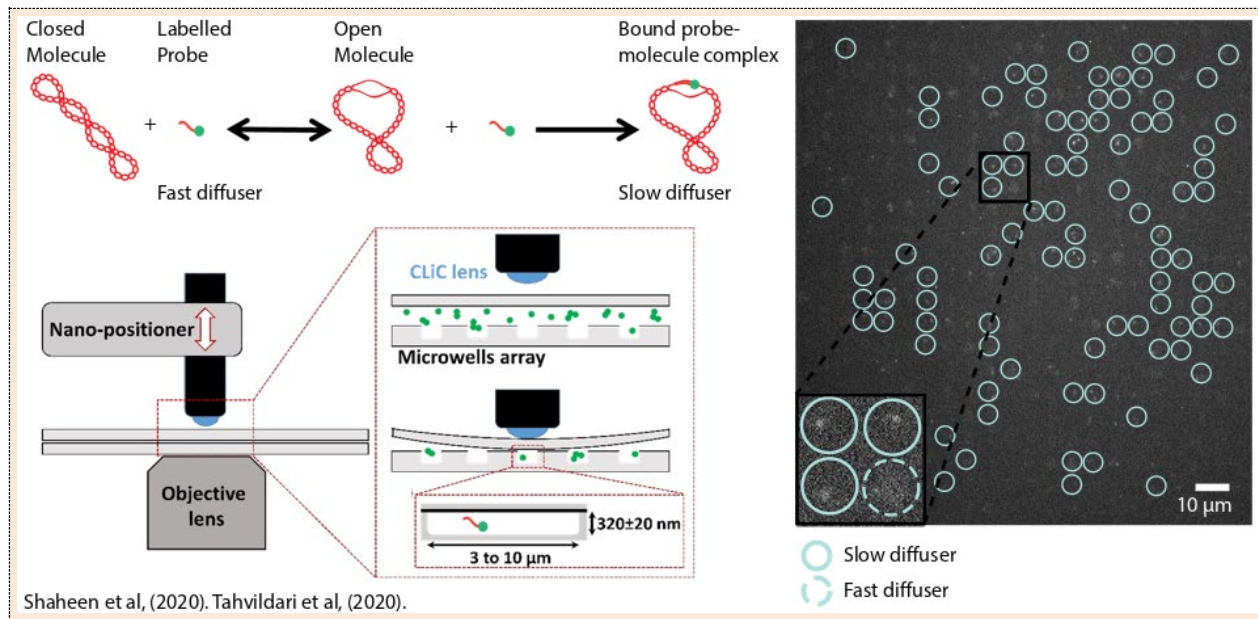 Closed
Molecule
Labelled
Probe
Open
Molecule
Bound probe-
molecule complex
+
+
Fast diffuser
Slow diffuser
Nano-positioner
Objective
lens
CLiC lens
Microwells array
320±20 nm
3 to 10 µm
10 µm
Slow diffuser
Fast diffuser
Shaheen et al, (2020). Tahvildari et al, (2020).